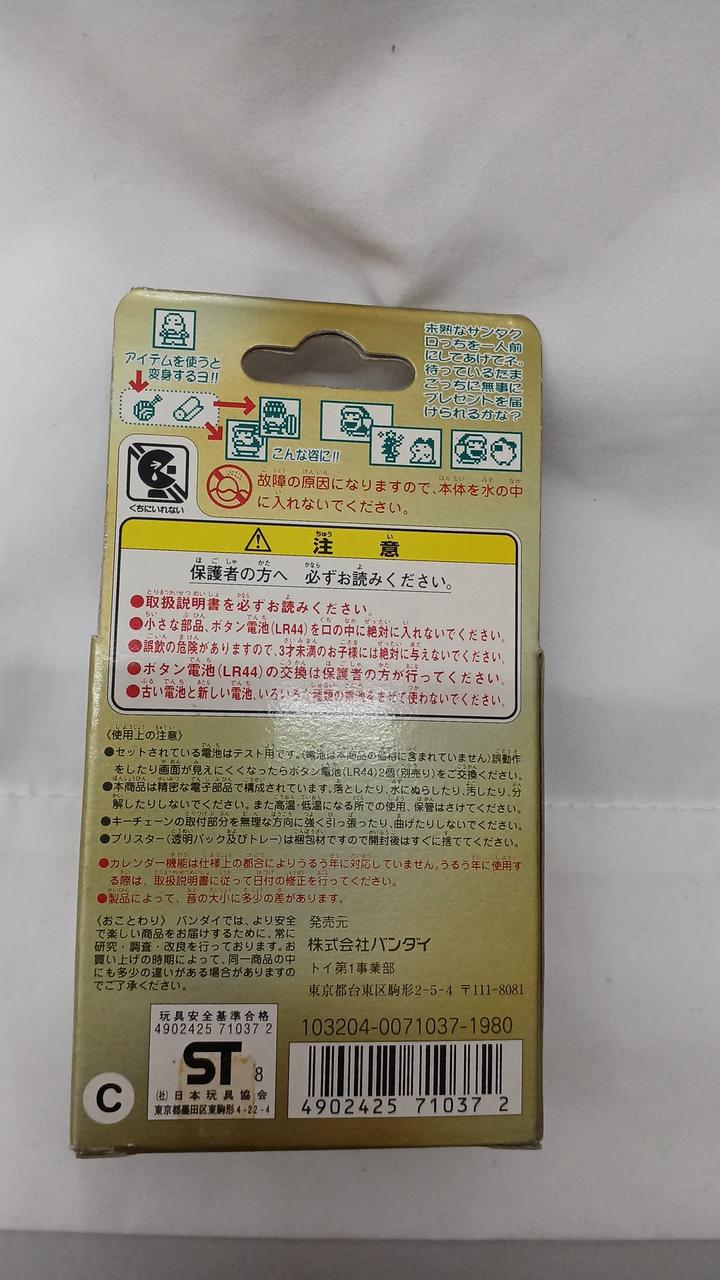 アイテムを使うと
変身するヨ!!
こんな姿に!!
未熟なサンタク
ロっちを一人前
にしてあげてネ。
待っているたま
ごっちに無事に
プレゼントを届
けられるかな?
くちにいれない
故障の原因になりますので、本体を水の中
に入れないでください。
注意
保護者の方へ 必ずお読みください。
●取扱説明書を必ずお読みください。
●小さな部品、ボタン電池(LR44)を口の中に絶対に入れないでください。
●誤飲の危険がありますので、3才未満のお子様には絶対に与えないでください。
●ボタン電池(LR44)の交換は保護者の方が行ってください。
●古い電池と新しい電池、いろいろな種類の電池をまぜて使わないでください。
〈使用上の注意〉
●セットされている電池はテスト用です。(電池は本商品の価格に含まれていません)誤動作
をしたり画面が見えにくくなったらボタン電池(LR44)2個(別売り)をご交換ください。
●本商品は精密な電子部品で構成されています。落としたり、水にぬらしたり、汚したり、分
解したりしないでください。また高温・低温になる所での使用、保管はさけてください。
●キーチェーンの取付部分を無理な方向に強く引っ張ったり、曲げたりしないでください。
●ブリスター(透明パック及びトレー)は梱包材ですので開封後はすぐに捨ててください。
●カレンダー機能は仕様上の都合によりうるう年に対応していません。うるう年に使用す
る際は、取扱説明書に従って日付の修正を行ってください。
●製品によって、音の大小に多少の差があります。
〈おことわり〉 バンダイでは、より安全
で楽しい商品をお届けするために、常に
研究・調査・改良を行っております。お
買い上げの時期によって、同一商品の中
にも多少の違いがある場合がありますの
でご了承ください。
発売元
株式会社バンダイ
トイ第1事業部
東京都台東区駒形2-5-4 〒111-8081
玩具安全基準合格
4902425 71037 2
ST 8
(社)日本玩具協会
東京都墨田区東駒形4-22-4
103204-0071037-1980
4902425 710372
C